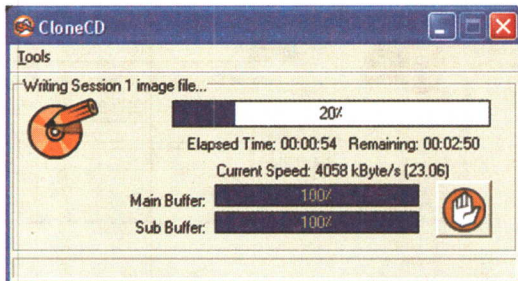 CloneCD
Tools
Writing Session 1 image file...
20%
Elapsed Time: 00:00:54 Remaining: 00:02:50
Current Speed: 4058 kByte/s (23.06)
Main Buffer: 100%
Sub Buffer: 100%